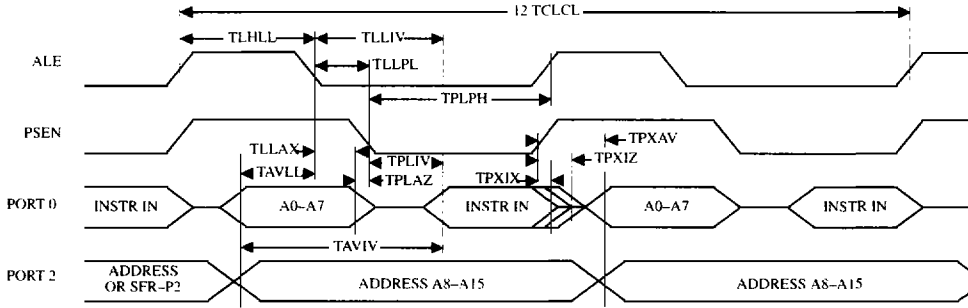 12 TCLCL
TLHLL
TLLIV
ALE
TLLPL
TPLPH
PSEN
TPXAV
TLLAX
TPLIV
TPXIZ
TAVLL
TPLAZ
TPXIX
PORT 0
INSTR IN
A0–A7
INSTR IN
A0–A7
INSTR IN
TAVIV
PORT 2
ADDRESS
OR SFR–P2
ADDRESS A8–A15
ADDRESS A8–A15